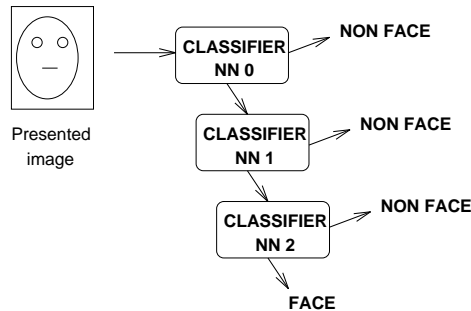 NON FACE
CLASSIFIER
NN 0
Presented
image
CLASSIFIER
NN 1
NON FACE
CLASSIFIER
NN 2
NON FACE
FACE